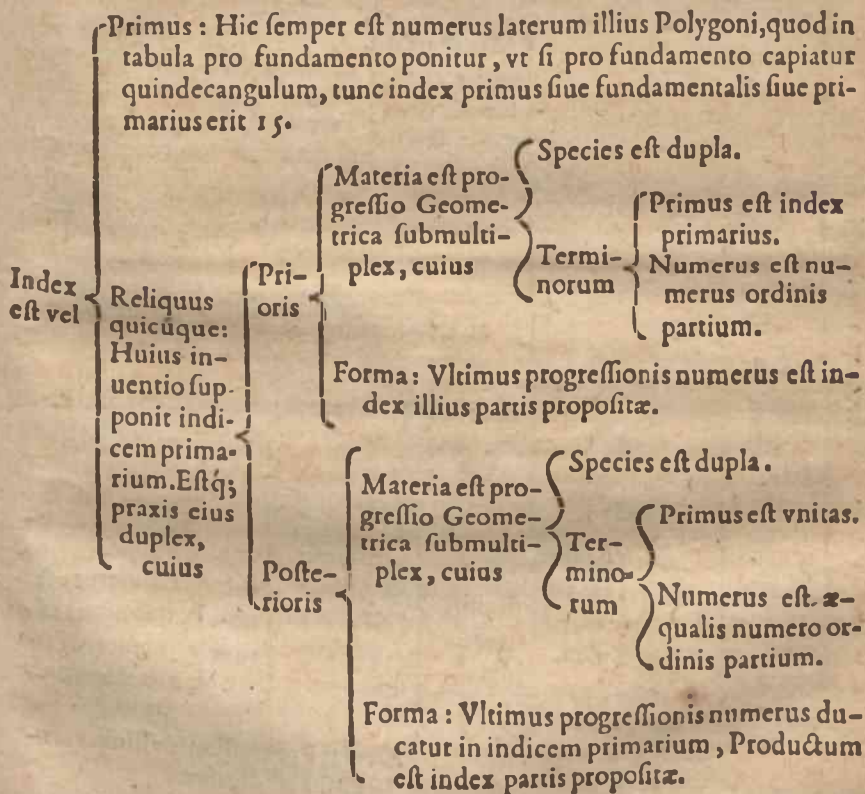 Primus : Hic ſemper eſt numerus laterum illius Polygoni,quod in
tabula pro fundamento ponitur, vt ſi pro fundamento capiatur
quindecangulum, tunc index primus ſiue fundamentalis ſiue pri-
marius erit 15.
Index
eſt vel
Reliquus
quicúque:
Huius in-
uentio ſup-
ponit indi-
cem prima-
rium.Eſtq́;
praxis eius
duplex,
cuius
Pri-
oris
Materia eſt pro-
greſſio Geome-
trica ſubmulti-
plex, cuius
Species eſt dupla.
Termi-
norum
Primus eſt index
primarius.
Numerus eſt nu-
merus ordinis
partium.
Forma : Vltimus progreſſionis numerus eſt in-
dex illius partis propoſitæ.
Poſte-
rioris
Materia eſt pro-
greſſio Geome-
trica ſubmulti-
plex, cuius
Species eſt dupla.
Ter-
mino-
rum
Primus eſt vnitas.
Numerus eſt æ-
qualis numero or-
dinis partium.
Forma : Vltimus progreſſionis numerus du-
catur in indicem primarium, Productum
eſt index partis propoſitæ.